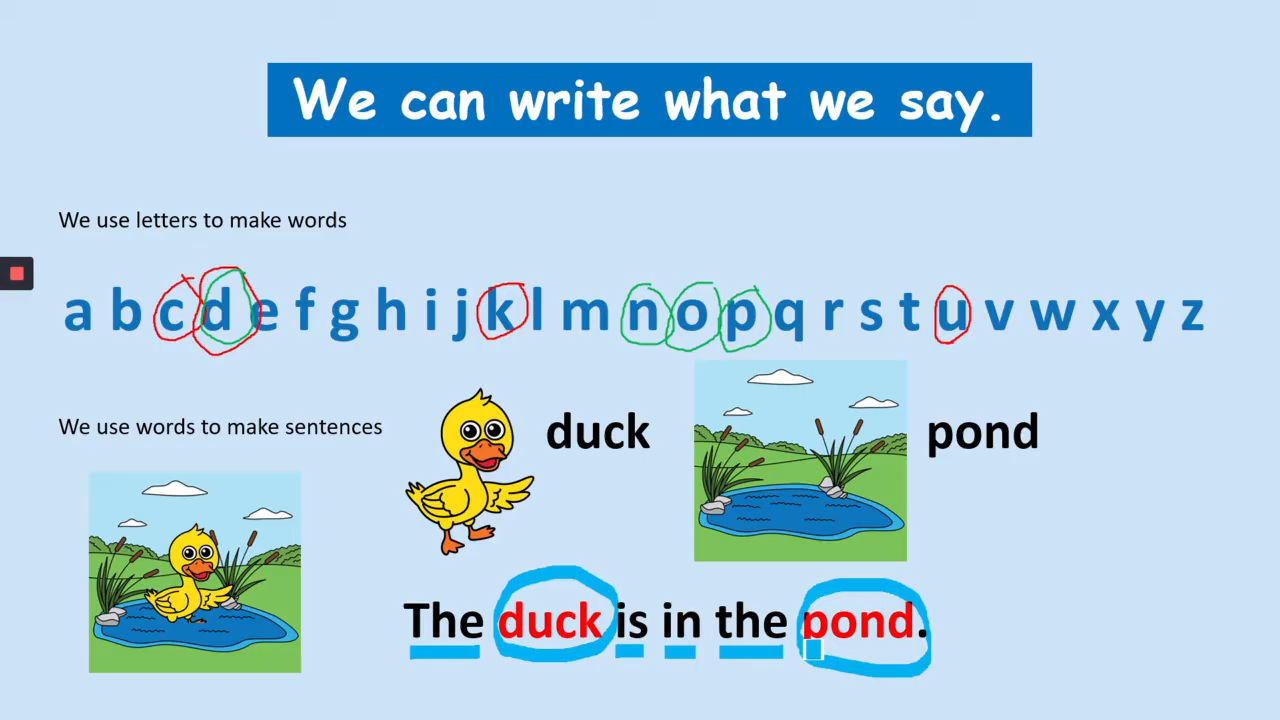 We can write what we say.
We use letters to make words
a b c d e f g h i j k l m n o p q r s t u v w x y z
We use words to make sentences
duck
pond
The duck is in the pond.